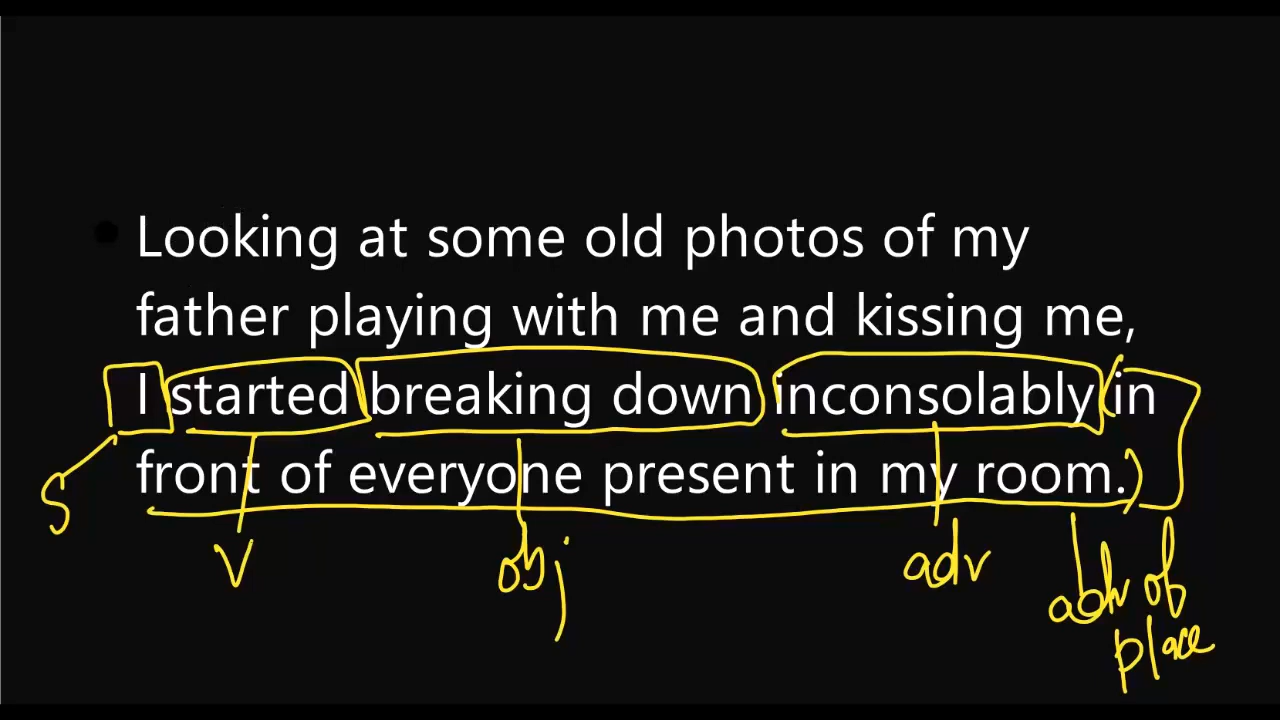 Looking at some old photos of my
father playing with me and kissing me,
I started breaking down inconsolably (in
front of everyone present in my room.)
S
V
obj
adv
adv of
place